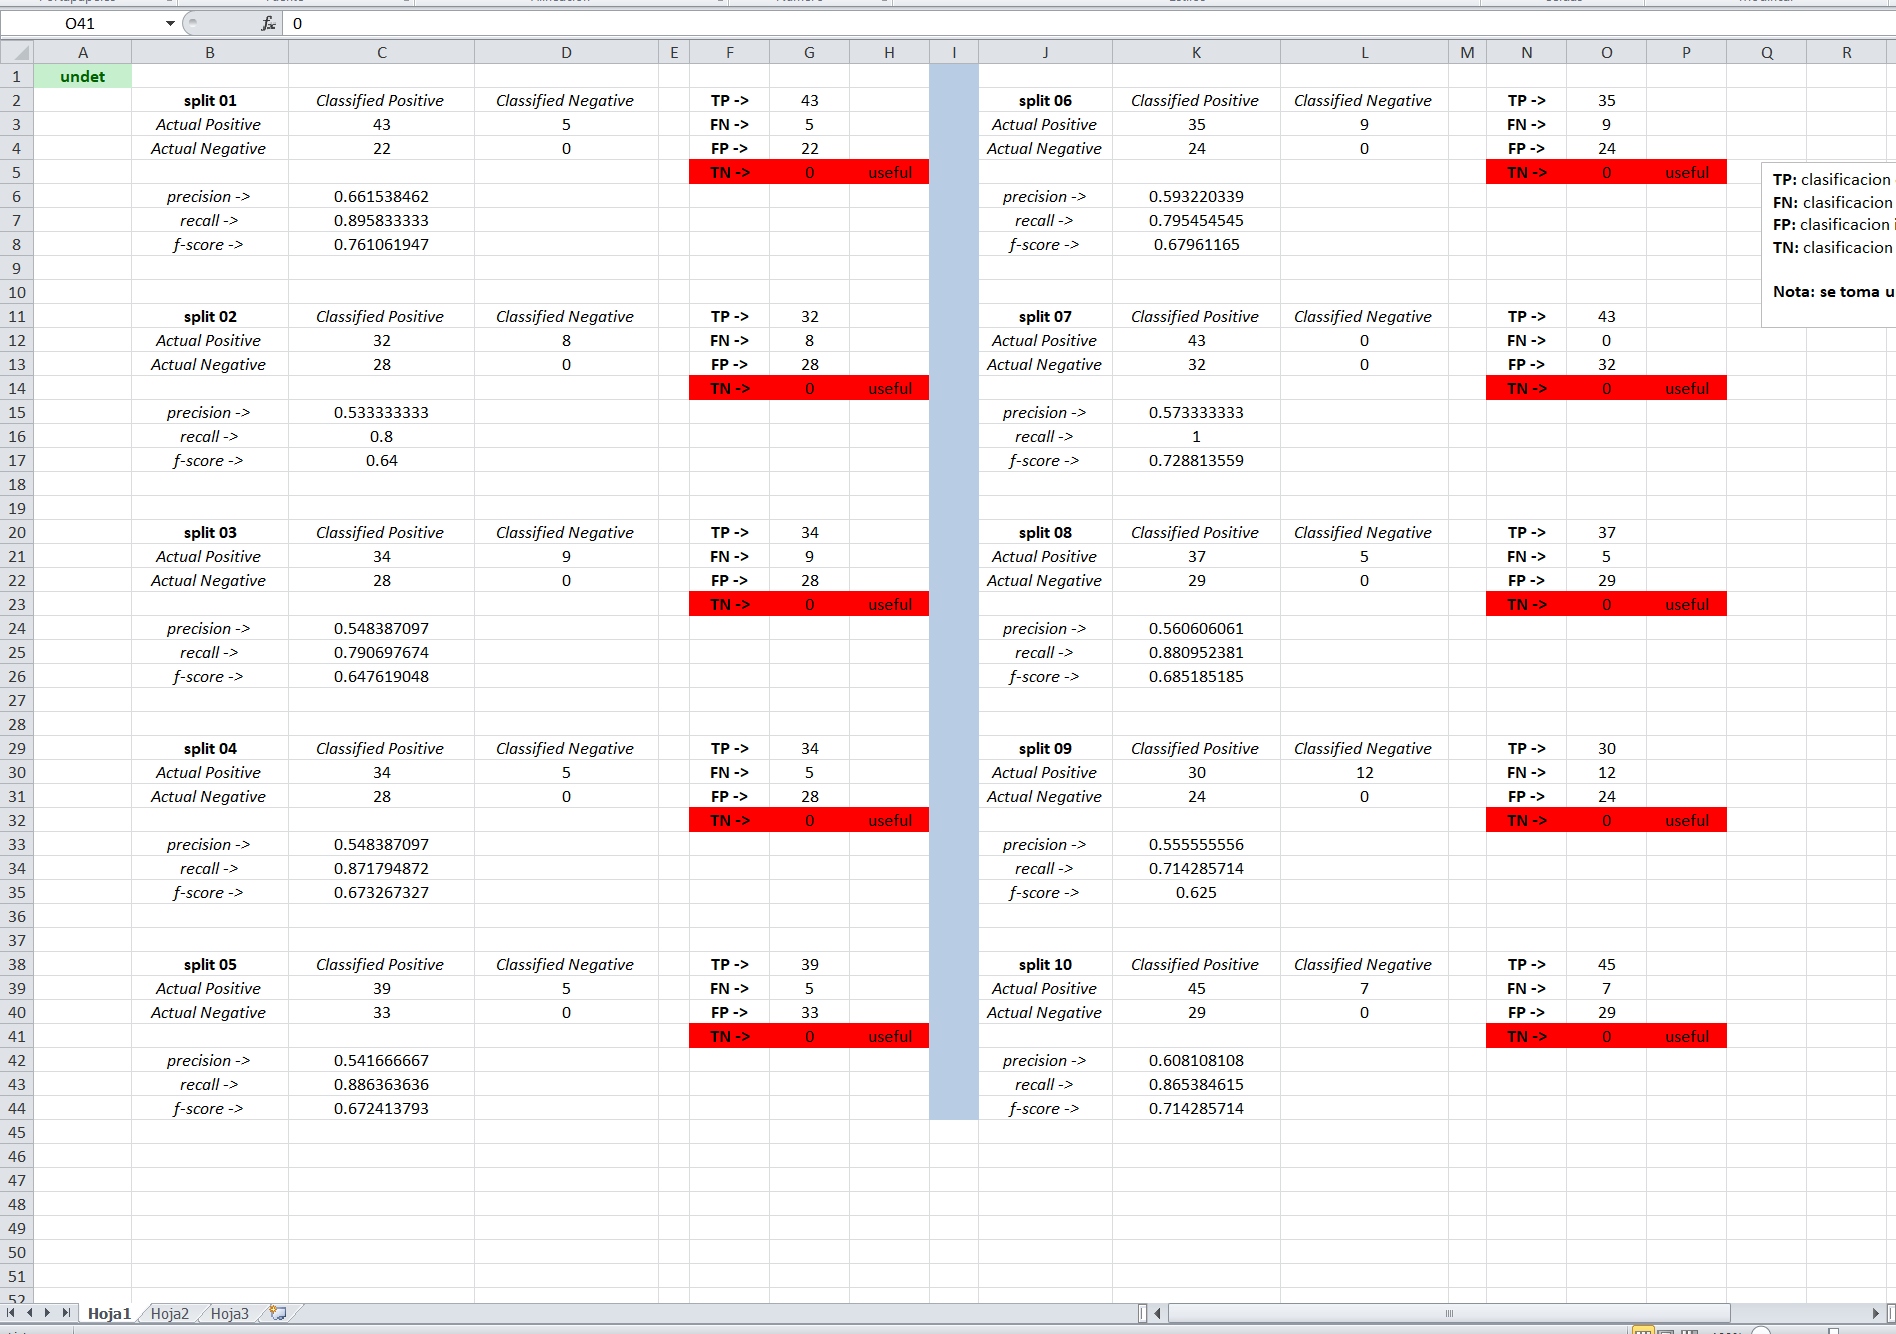 O41 fx 0
A B C D E F G H I J K L M N O P Q R
1 undet
2 split 01 Classified Positive Classified Negative TP -> 43 split 06 Classified Positive Classified Negative TP -> 35
3 Actual Positive 43 5 FN -> 5 Actual Positive 35 9 FN -> 9
4 Actual Negative 22 0 FP -> 22 Actual Negative 24 0 FP -> 24
5 TN -> 0 useful TN -> 0 useful
TP: clasificacion
6 precision -> 0.661538462 precision -> 0.593220339
FN: clasificacion
7 recall -> 0.895833333 recall -> 0.795454545
FP: clasificacion i
8 f-score -> 0.761061947 f-score -> 0.67961165
TN: clasificacion
9
10
Nota: se toma u
11 split 02 Classified Positive Classified Negative TP -> 32 split 07 Classified Positive Classified Negative TP -> 43
12 Actual Positive 32 8 FN -> 8 Actual Positive 43 0 FN -> 0
13 Actual Negative 28 0 FP -> 28 Actual Negative 32 0 FP -> 32
14 TN -> 0 useful TN -> 0 useful
15 precision -> 0.533333333 precision -> 0.573333333
16 recall -> 0.8 recall -> 1
17 f-score -> 0.64 f-score -> 0.728813559
18
19
20 split 03 Classified Positive Classified Negative TP -> 34 split 08 Classified Positive Classified Negative TP -> 37
21 Actual Positive 34 9 FN -> 9 Actual Positive 37 5 FN -> 5
22 Actual Negative 28 0 FP -> 28 Actual Negative 29 0 FP -> 29
23 TN -> 0 useful TN -> 0 useful
24 precision -> 0.548387097 precision -> 0.560606061
25 recall -> 0.790697674 recall -> 0.880952381
26 f-score -> 0.647619048 f-score -> 0.685185185
27
28
29 split 04 Classified Positive Classified Negative TP -> 34 split 09 Classified Positive Classified Negative TP -> 30
30 Actual Positive 34 5 FN -> 5 Actual Positive 30 12 FN -> 12
31 Actual Negative 28 0 FP -> 28 Actual Negative 24 0 FP -> 24
32 TN -> 0 useful TN -> 0 useful
33 precision -> 0.548387097 precision -> 0.555555556
34 recall -> 0.871794872 recall -> 0.714285714
35 f-score -> 0.673267327 f-score -> 0.625
36
37
38 split 05 Classified Positive Classified Negative TP -> 39 split 10 Classified Positive Classified Negative TP -> 45
39 Actual Positive 39 5 FN -> 5 Actual Positive 45 7 FN -> 7
40 Actual Negative 33 0 FP -> 33 Actual Negative 29 0 FP -> 29
41 TN -> 0 useful TN -> 0 useful
42 precision -> 0.541666667 precision -> 0.608108108
43 recall -> 0.886363636 recall -> 0.865384615
44 f-score -> 0.672413793 f-score -> 0.714285714
45
46
47
48
49
50
51
52
Hoja1 Hoja2 Hoja3